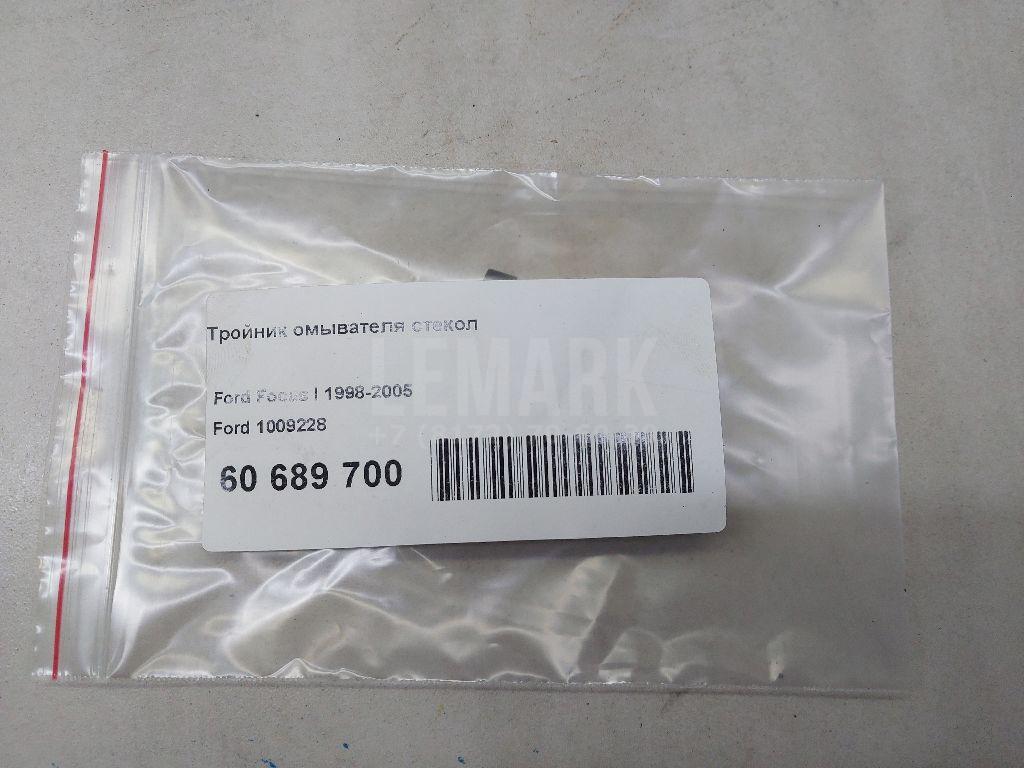 Тройник омывателя стекол
LEMARK
Ford Focus I 1998-2005
Ford 1009228
60 689 700